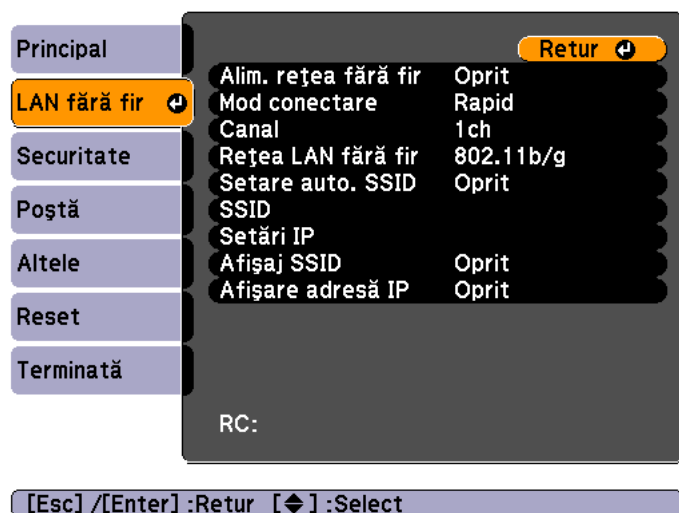 Principal
LAN fără fir
Securitate
Poştă
Altele
Reset
Terminată
Retur
Alim. reţea fără fir Oprit
Mod conectare Rapid
Canal 1ch
Reţea LAN fără fir 802.11b/g
Setare auto. SSID Oprit
SSID
Setări IP
Afişaj SSID Oprit
Afişare adresă IP Oprit
RC:
[Esc] /[Enter] :Retur [◆] :Select